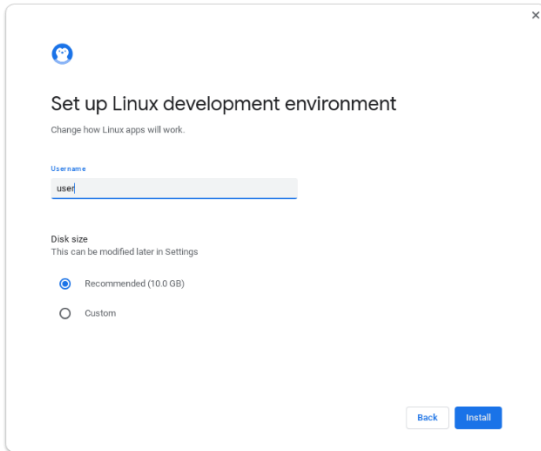 Set up Linux development environment
Change how Linux apps will work.
Username
user
Disk size
This can be modified later in Settings
Recommended (10.0 GB)
Custom
Back
Install